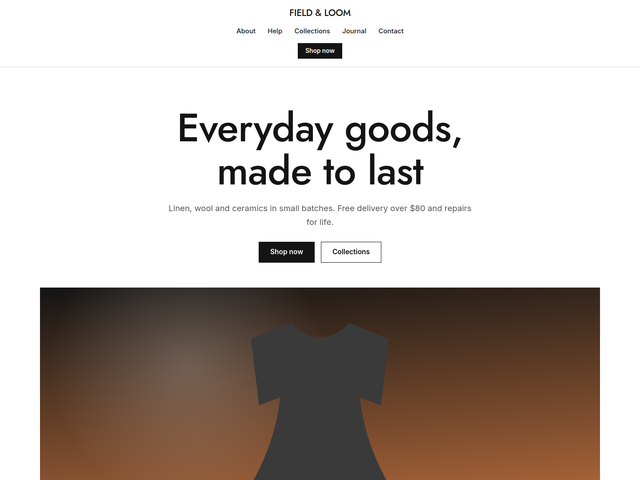 FIELD & LOOM
About Help Collections Journal Contact
Shop now
Everyday goods,
made to last
Linen, wool and ceramics in small batches. Free delivery over $80 and repairs
for life.
Shop now Collections